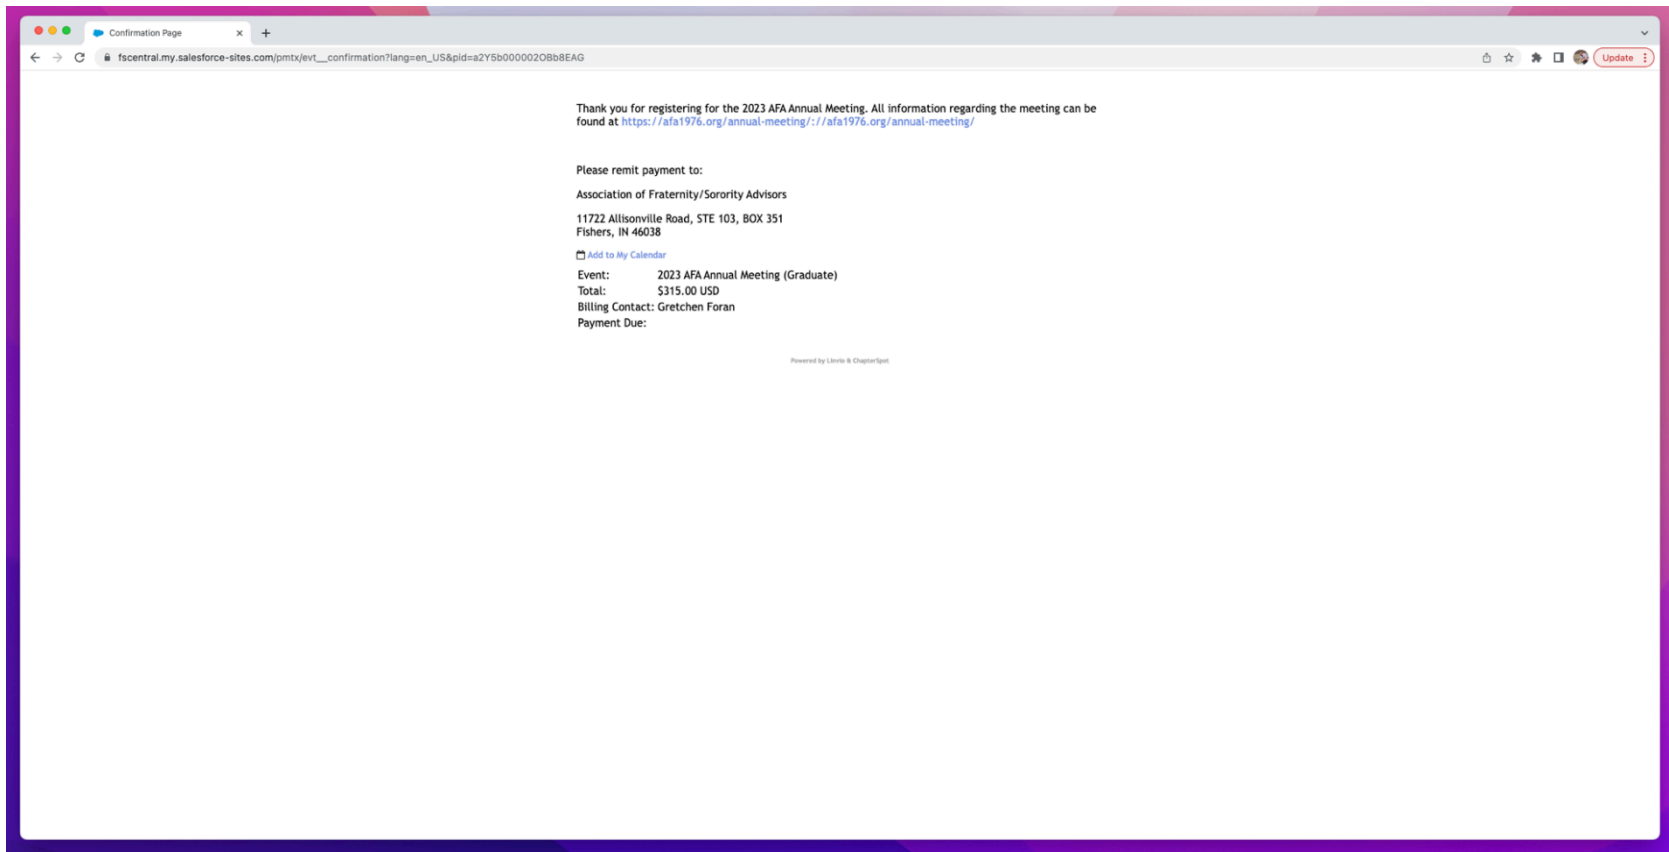 Confirmation Page
fscentral.my.salesforce-sites.com/pmtx/evt__confirmation?lang=en_US&pid=a2Y5b000002OBb8EAG
Update
Thank you for registering for the 2023 AFA Annual Meeting. All information regarding the meeting can be
found at https://afa1976.org/annual-meeting/://afa1976.org/annual-meeting/
Please remit payment to:
Association of Fraternity/Sorority Advisors
11722 Allisonville Road, STE 103, BOX 351
Fishers, IN 46038
Add to My Calendar
Event: 2023 AFA Annual Meeting (Graduate)
Total: $315.00 USD
Billing Contact: Gretchen Foran
Payment Due:
Powered by Linvio & ChapterSpot